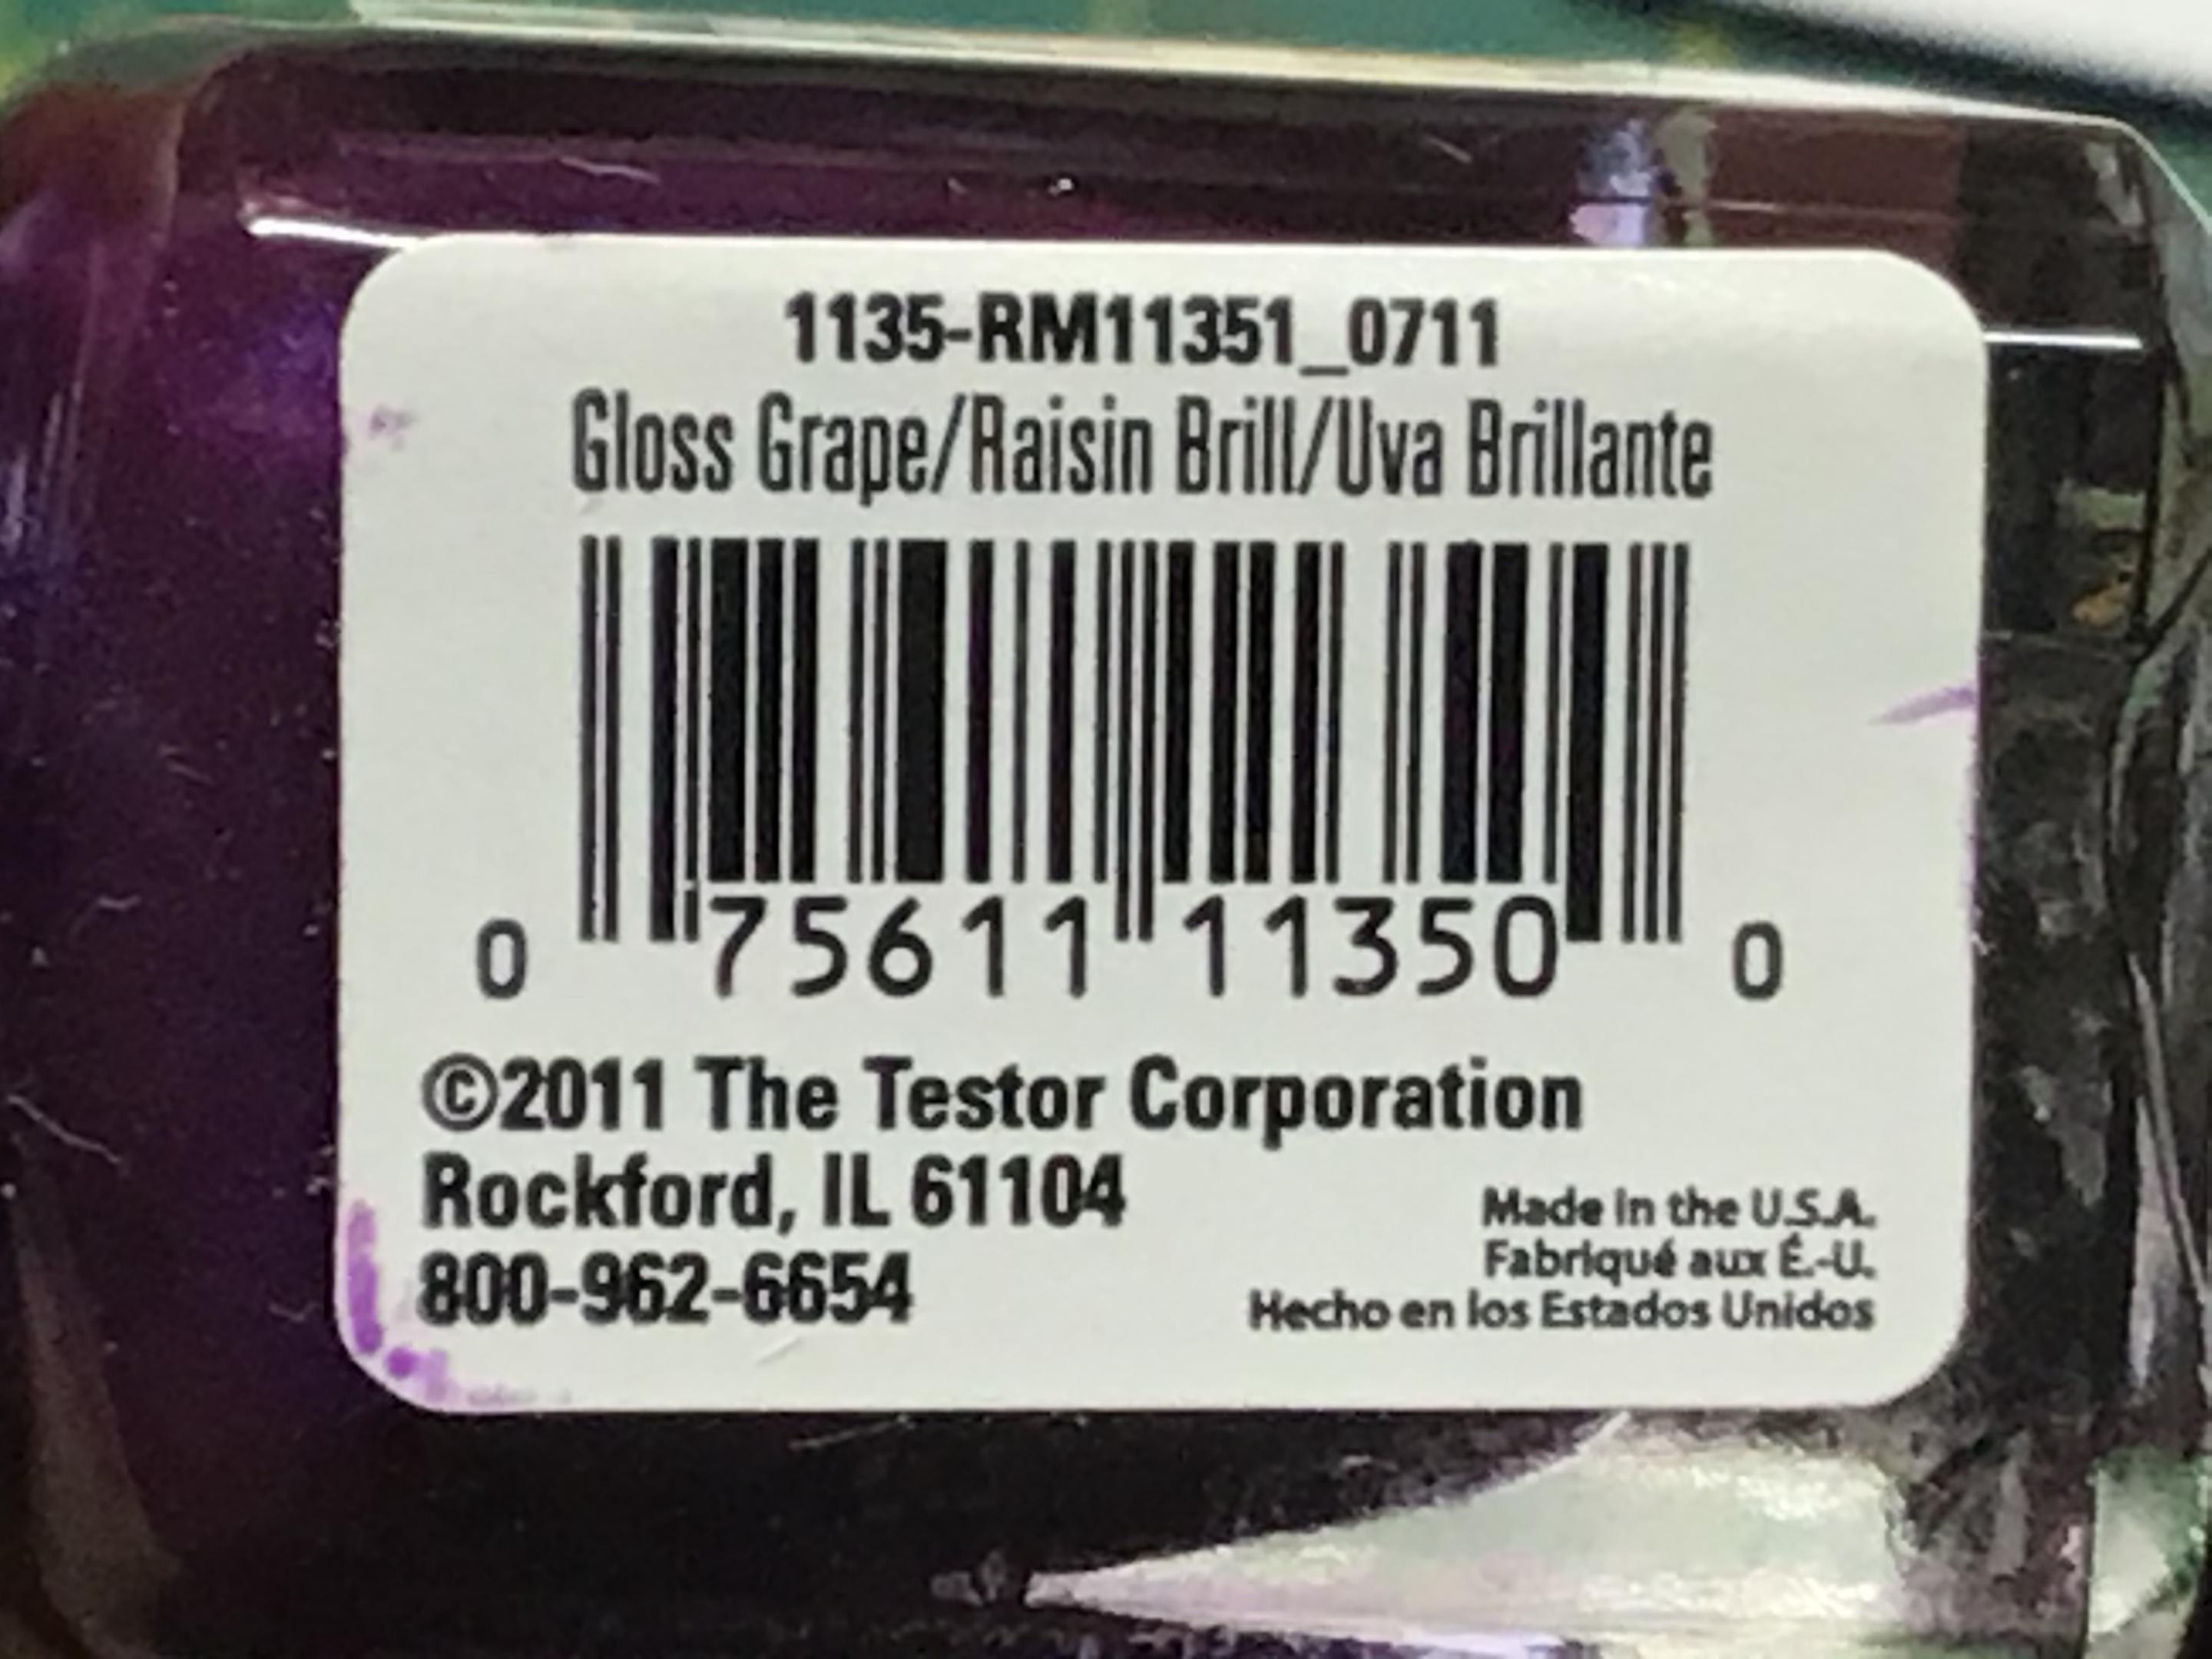 1135-RM11351_0711
Gloss Grape/Raisin Brill/Uva Brillante
0 75611 11350 0
©2011 The Testor Corporation
Rockford, IL 61104
800-962-6654
Made in the U.S.A.
Fabriqué aux É.-U.
Hecho en los Estados Unidos